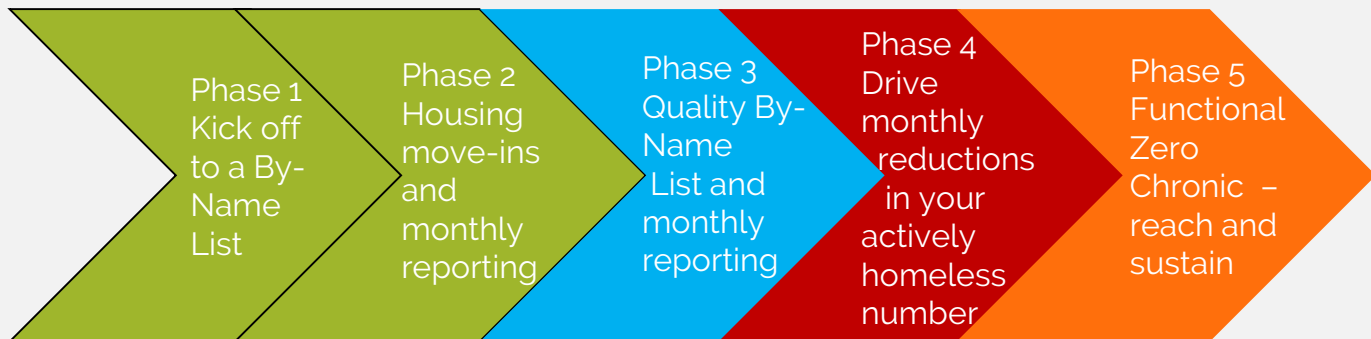 Phase 1
Kick off
to a By-
Name
List
Phase 2
Housing
move-ins
and
monthly
reporting
Phase 3
Quality By-
Name
List and
monthly
reporting
Phase 4
Drive
monthly
reductions
in your
actively
homeless
number
Phase 5
Functional
Zero
Chronic –
reach and
sustain